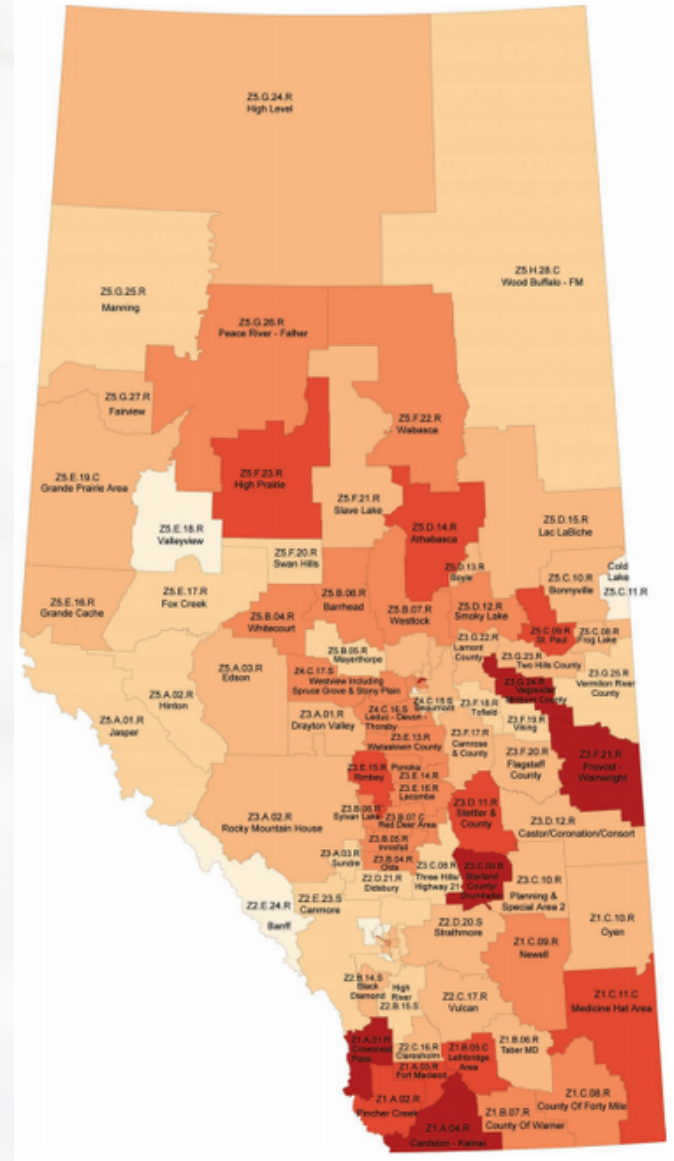 Z5.G.24.R
High Level
Z5.H.28.C
Wood Buffalo - FM
Z5.G.25.R
Manning
Z5.G.26.R
Peace River - Falher
Z5.G.27.R
Fairview
Z5.F.22.R
Wabasca
Z5.E.19.C
Grande Prairie Area
Z5.F.23.R
High Prairie
Z5.F.21.R
Slave Lake
Z5.D.14.R
Athabasca
Z5.D.15.R
Lac LaBiche
Z5.E.18.R
Valleyview
Z5.F.20.R
Swan Hills
Z5.D.13.R
Boyle
Cold
Lake
Z5.C.11.R
Z5.C.10.R
Bonnyville
Z5.E.17.R
Fox Creek
Z5.E.16.R
Grande Cache
Z5.B.06.R
Barrhead
Z5.B.07.R
Westlock
Z5.D.12.R
Smoky Lake
Z5.B.04.R
Whitecourt
Z5.C.09.R
St. Paul
Z5.C.08.R
Frog Lake
Z3.G.22.R
Lamont
County
Z3.G.23.R
Two Hills County
Z5.B.05.R
Mayerthorpe
Z5.A.03.R
Edson
Z4.C.17.S
Westview Including
Spruce Grove & Stony Plain
Z3.G.24.R
Vegreville
Minburn County
Z3.G.25.R
Vermilion River
County
Z5.A.02.R
Hinton
Z4.C.15.S
Beaumont
Z3.F.18.R
Tofield
Z4.C.16.S
Leduc - Devon -
Thorsby
Z5.A.01.R
Jasper
Z3.A.01.R
Drayton Valley
Z3.F.19.R
Viking
Z3.E.13.R
Wetaskiwin County
Z3.F.17.R
Camrose
& County
Z3.F.20.R
Flagstaff
County
Z3.F.21.R
Provost -
Wainwright
Z3.E.15.R
Rimbey
Ponoka
Z3.E.14.R
Z3.E.16.R
Lacombe
Z3.A.02.R
Rocky Mountain House
Z3.B.06.R
Sylvan Lake
Z3.B.07.C
Red Deer Area
Z3.D.11.R
Stettler &
County
Z3.D.12.R
Castor/Coronation/Consort
Z3.B.05.R
Innisfail
Z3.A.03.R
Sundre
Z3.B.04.R
Olds
Z2.D.21.R
Didsbury
Z3.C.08.R
Three Hills/
Highway 21
Z3.C.09.R
Starland
County/
Drumheller
Z3.C.10.R
Planning &
Special Area 2
Z2.E.24.R
Banff
Z2.E.23.S
Canmore
Z2.D.20.S
Strathmore
Z1.C.10.R
Oyen
Z1.C.09.R
Newell
Z2.B.14.S
Black
Diamond
High
River
Z2.B.15.S
Z2.C.17.R
Vulcan
Z1.C.11.C
Medicine Hat Area
Z1.A.01.R
Crowsnest
Pass
Z2.C.16.R
Claresholm
Z1.B.05.C
Lethbridge
Area
Z1.B.06.R
Taber MD
Z1.A.03.R
Fort Macleod
Z1.A.02.R
Pincher Creek
Z1.C.08.R
County Of Forty Mile
Z1.B.07.R
County Of Warner
Z1.A.04.R
Cardston - Kainai